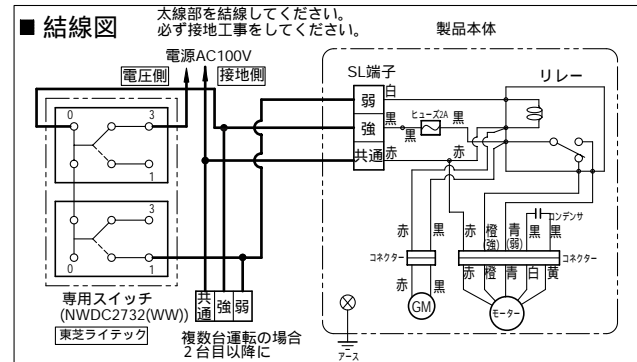 ■ 結線図
太線部を結線してください。
必ず接地工事をしてください。
製品本体
電源AC100V
電圧側 接地側
SL端子
リレー
弱 白
強 黒 黒 ヒューズ2A 黒
共通 赤 赤
0 3
1
3
0 1
赤 黒 赤 橙(強) 青(弱) 黒 黒 コンデンサ
コネクター コネクター
赤 黒 赤 橙 青 白 黄
GM モーター
アース
専用スイッチ
(NWDC2732(WW))
東芝ライテック
共通 強 弱
複数台運転の場合
2台目以降に